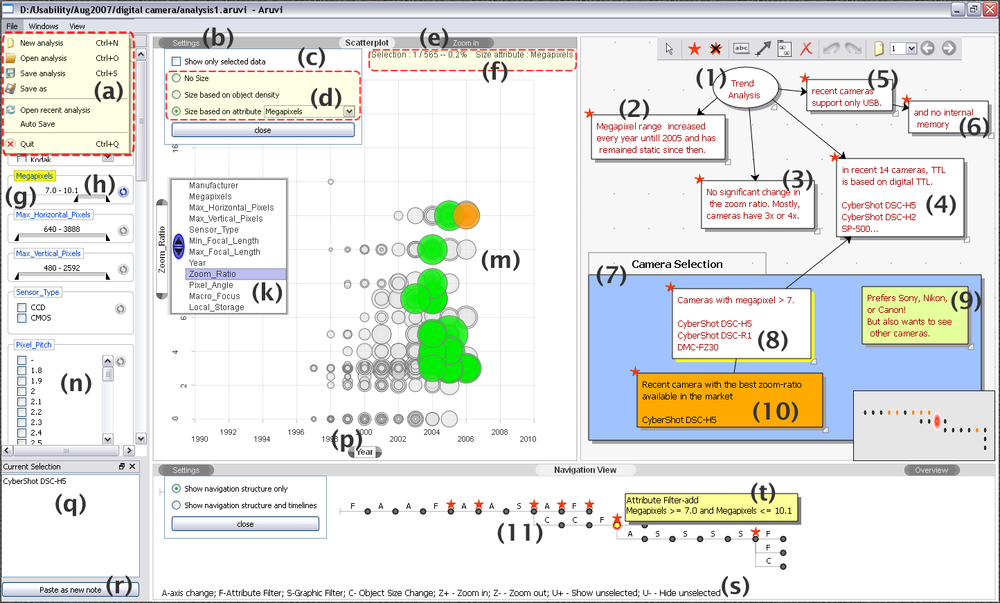 D:/Usability/Aug2007/digital camera/analysis1.aruvi - Aruvi
File Windows View
New analysis Ctrl+N
Open analysis Ctrl+O
Save analysis Ctrl+S
Save as
(a)
Open recent analysis
Auto Save
Quit Ctrl+Q
Kodak
Megapixels
(g) 7.0 - 10.1 (h)
Max_Horizontal_Pixels
640 - 3888
Max_Vertical_Pixels
480 - 2592
Sensor_Type
CCD
CMOS
Pixel_Pitch
-
1.8
1.9
2
2.1
2.2
2.3
2.4
2.5
(n)
Current Selection
CyberShot DSC-H5
(q)
Paste as new note (r)
Settings (b) Scatterplot (e) Zoom in
Show only selected data (c)
No Size
Size based on object density (d)
Size based on attribute Megapixels
close
Selection : 1 / 565 -- 0.2% Size attribute : Megapixels
(f)
16
Zoom_Ratio
Manufacturer
Megapixels
Max_Horizontal_Pixels
Max_Vertical_Pixels
Sensor_Type
Min_Focal_Length
Max_Focal_Length
Year
Zoom_Ratio
Pixel_Angle
Macro_Focus
Local_Storage
(k)
(m)
6
4
2
0
1990 1992 1994 1996 1998 2000 2002 2004 2006 2008 2010
(p)
Year
abc
1
(1) Trend
Analysis
(2)
Megapixel range increased
every year untill 2005 and has
remained static since then.
(3)
No significant change in
the zoom ratio. Mostly,
cameras have 3x or 4x.
(5)
recent cameras
support only USB.
and no internal
memory (6)
in recent 14 cameras, TTL
is based on digital TTL.
CyberShot DSC-H5
CyberShot DSC-H2
SP-500...
(4)
Camera Selection
(7)
Cameras with megapixel > 7.
CyberShot DSC-H5
CyberShot DSC-R1
DMC-FZ30
(8)
Prefers Sony, Nikon,
or Canon!
But also wants to see
other cameras.
(9)
Recent camera with the best zoom-ratio
available in the market
CyberShot DSC-H5
(10)
Settings Navigation View Overview
Show navigation structure only
Show navigation structure and timelines
close
F A A F A A S A F
C C F
A S S S S F
F
C
(11)
Attribute Filter-add
Megapixels >= 7.0 and Megapixels <= 10.1
(t)
A-axis change; F-Attribute Filter; S-Graphic Filter; C- Object Size Change; Z+ - Zoom in; Z- - Zoom out; U+ - Show unselected; U- - Hide unselected (s)